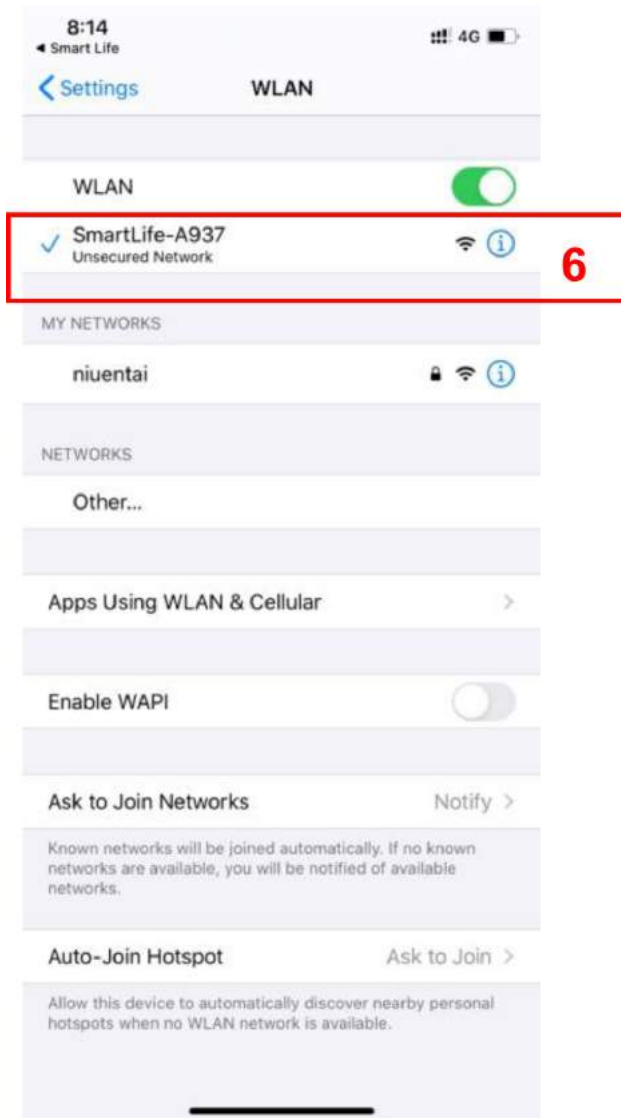 8:14
4G
Smart Life
Settings
WLAN
WLAN
SmartLife-A937
Unsecured Network
6
MY NETWORKS
niuentai
NETWORKS
Other...
Apps Using WLAN & Cellular
Enable WAPI
Ask to Join Networks
Notify
Known networks will be joined automatically. If no known
networks are available, you will be notified of available
networks.
Auto-Join Hotspot
Ask to Join
Allow this device to automatically discover nearby personal
hotspots when no WLAN network is available.